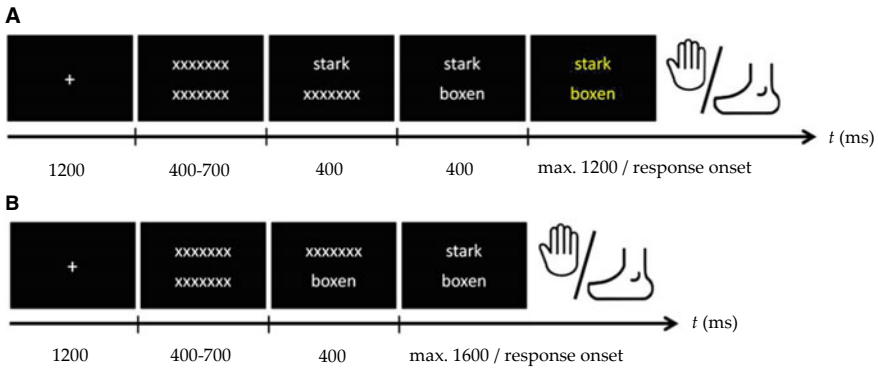 A
+
xxxxxxx
xxxxxxx
stark
xxxxxxx
stark
boxen
stark
boxen
t (ms)
1200
400-700
400
400
max. 1200 / response onset
B
+
xxxxxxx
xxxxxxx
xxxxxxx
boxen
stark
boxen
t (ms)
1200
400-700
400
max. 1600 / response onset